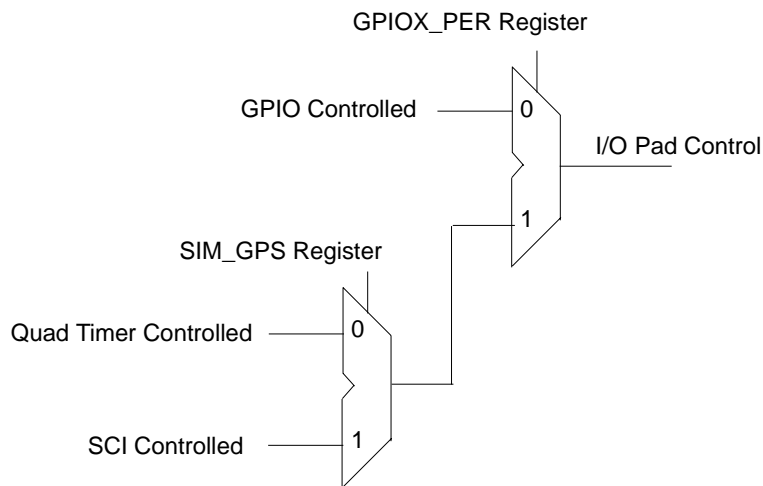 GPIOX_PER Register
GPIO Controlled
0
I/O Pad Control
1
SIM_GPS Register
Quad Timer Controlled
0
SCI Controlled
1